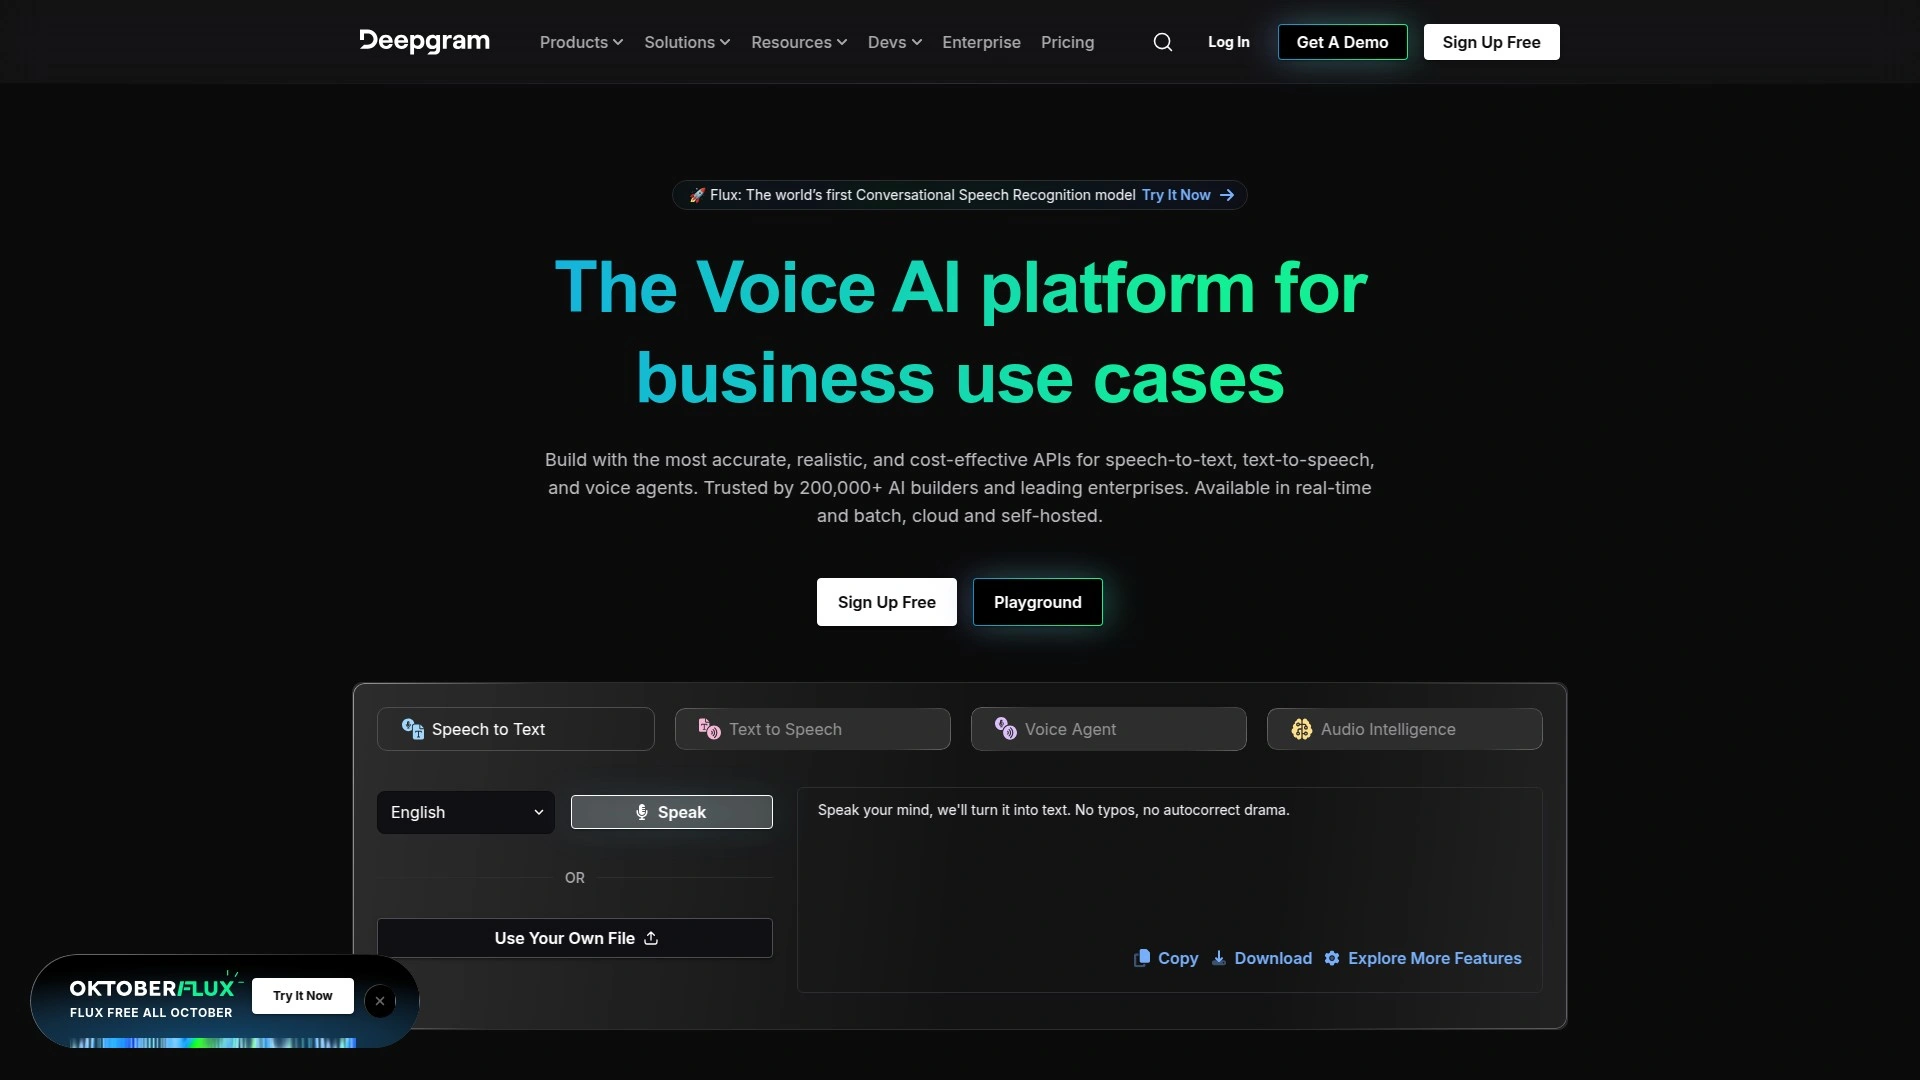 Deepgram
Products
Solutions
Resources
Devs
Enterprise
Pricing
Log In
Get A Demo
Sign Up Free
🚀 Flux: The world’s first Conversational Speech Recognition model Try It Now →
The Voice AI platform for
business use cases
Build with the most accurate, realistic, and cost-effective APIs for speech-to-text, text-to-speech,
and voice agents. Trusted by 200,000+ AI builders and leading enterprises. Available in real-time
and batch, cloud and self-hosted.
Sign Up Free
Playground
Speech to Text
Text to Speech
Voice Agent
Audio Intelligence
English
Speak
Speak your mind, we'll turn it into text. No typos, no autocorrect drama.
OR
Use Your Own File
Copy
Download
Explore More Features
OKTOBERFLUX
FLUX FREE ALL OCTOBER
Try It Now